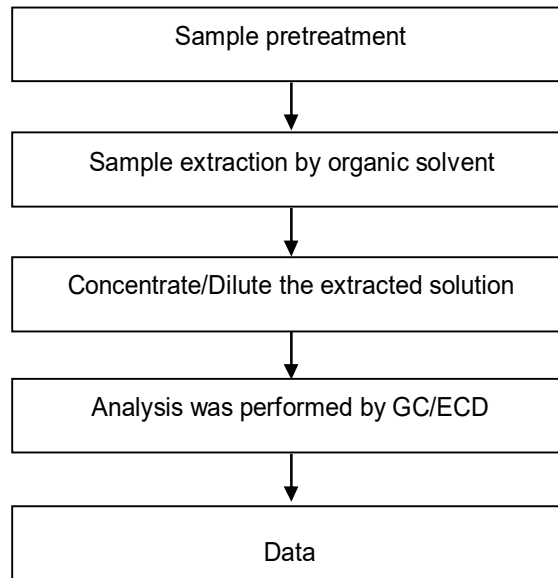 Sample pretreatment
Sample extraction by organic solvent
Concentrate/Dilute the extracted solution
Analysis was performed by GC/ECD
Data